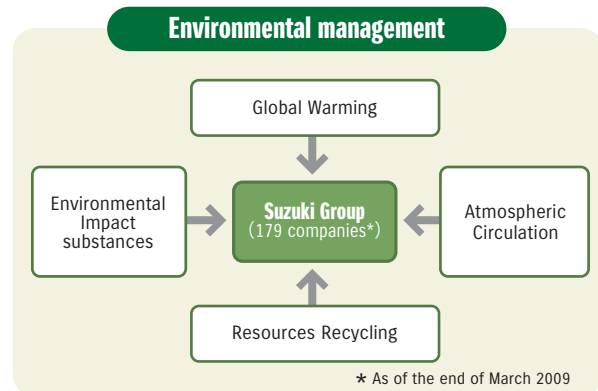 Environmental management
Global Warming
Environmental
Impact
substances
Suzuki Group
(179 companies*)
Atmospheric
Circulation
Resources Recycling
* As of the end of March 2009